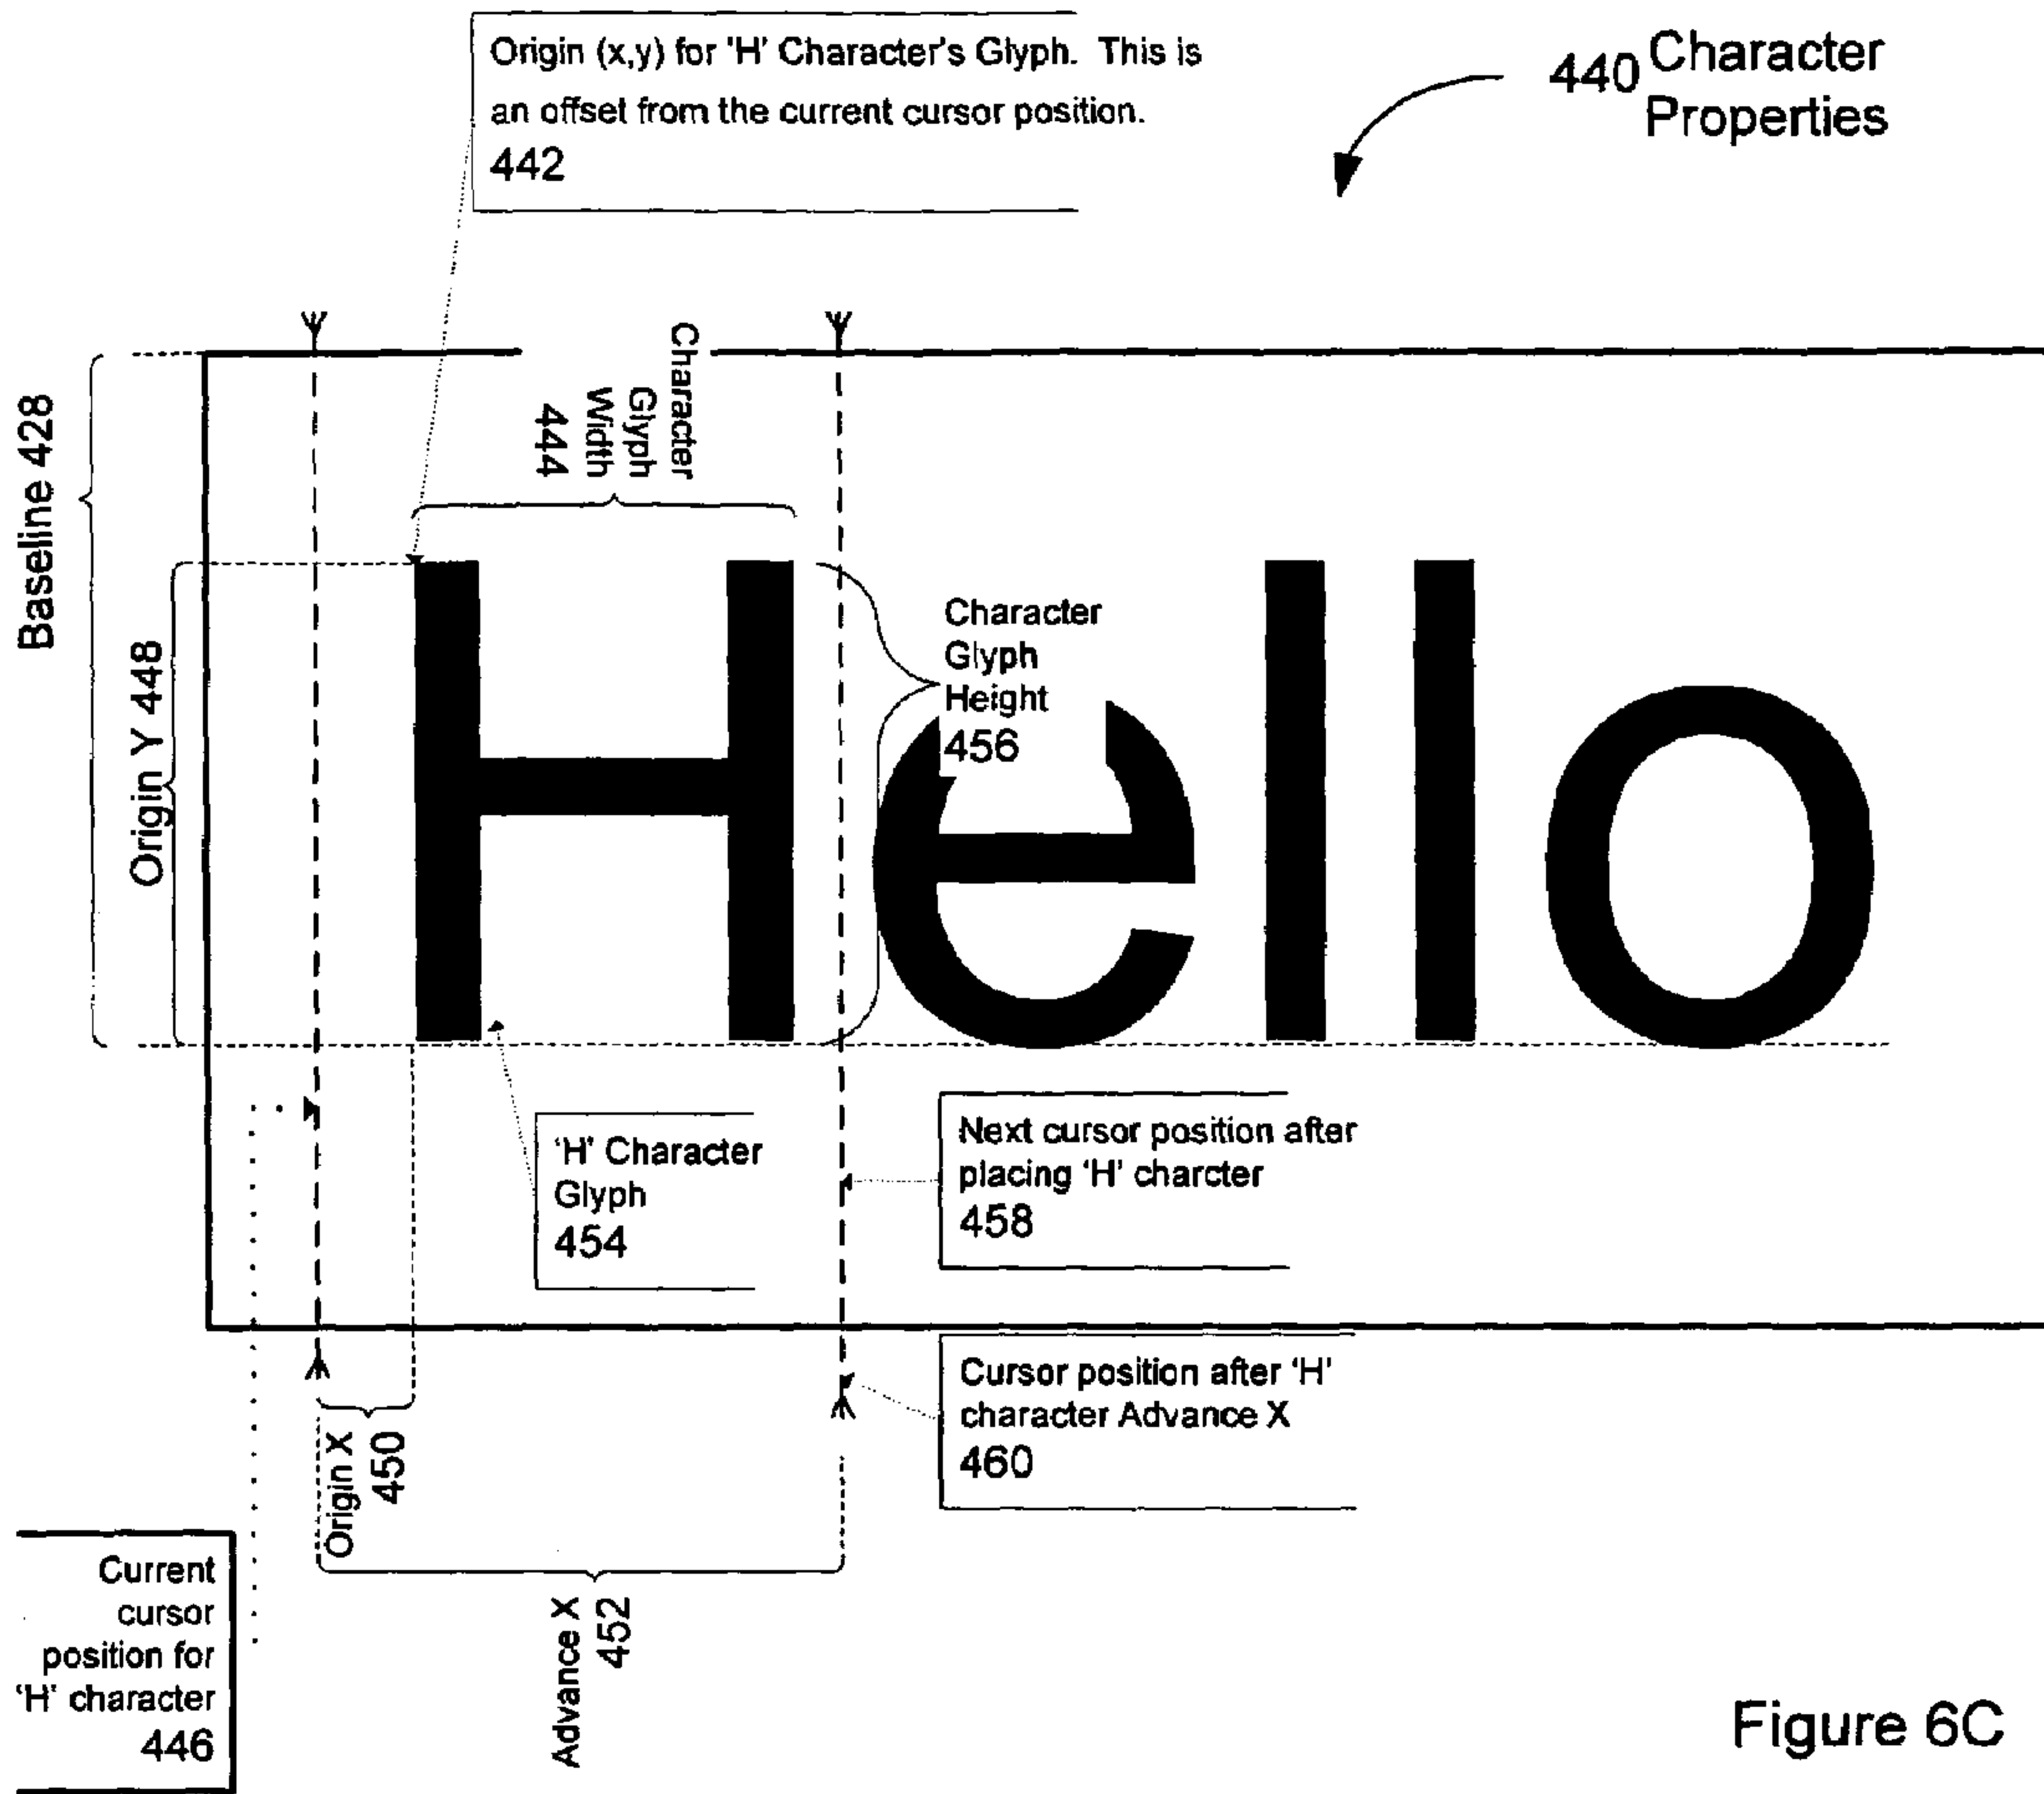 Origin (x,y) for 'H' Character's Glyph. This is
an offset from the current cursor position.
442
440 Character
Properties
Baseline 428
Origin Y 448
Character
Glyph
Width
444
Hello
Character
Glyph
Height
456
'H' Character
Glyph
454
Next cursor position after
placing 'H' charcter
458
Cursor position after 'H'
character Advance X
460
Origin X
450
Advance X
452
Current
cursor
position for
'H' character
446
Figure 6C